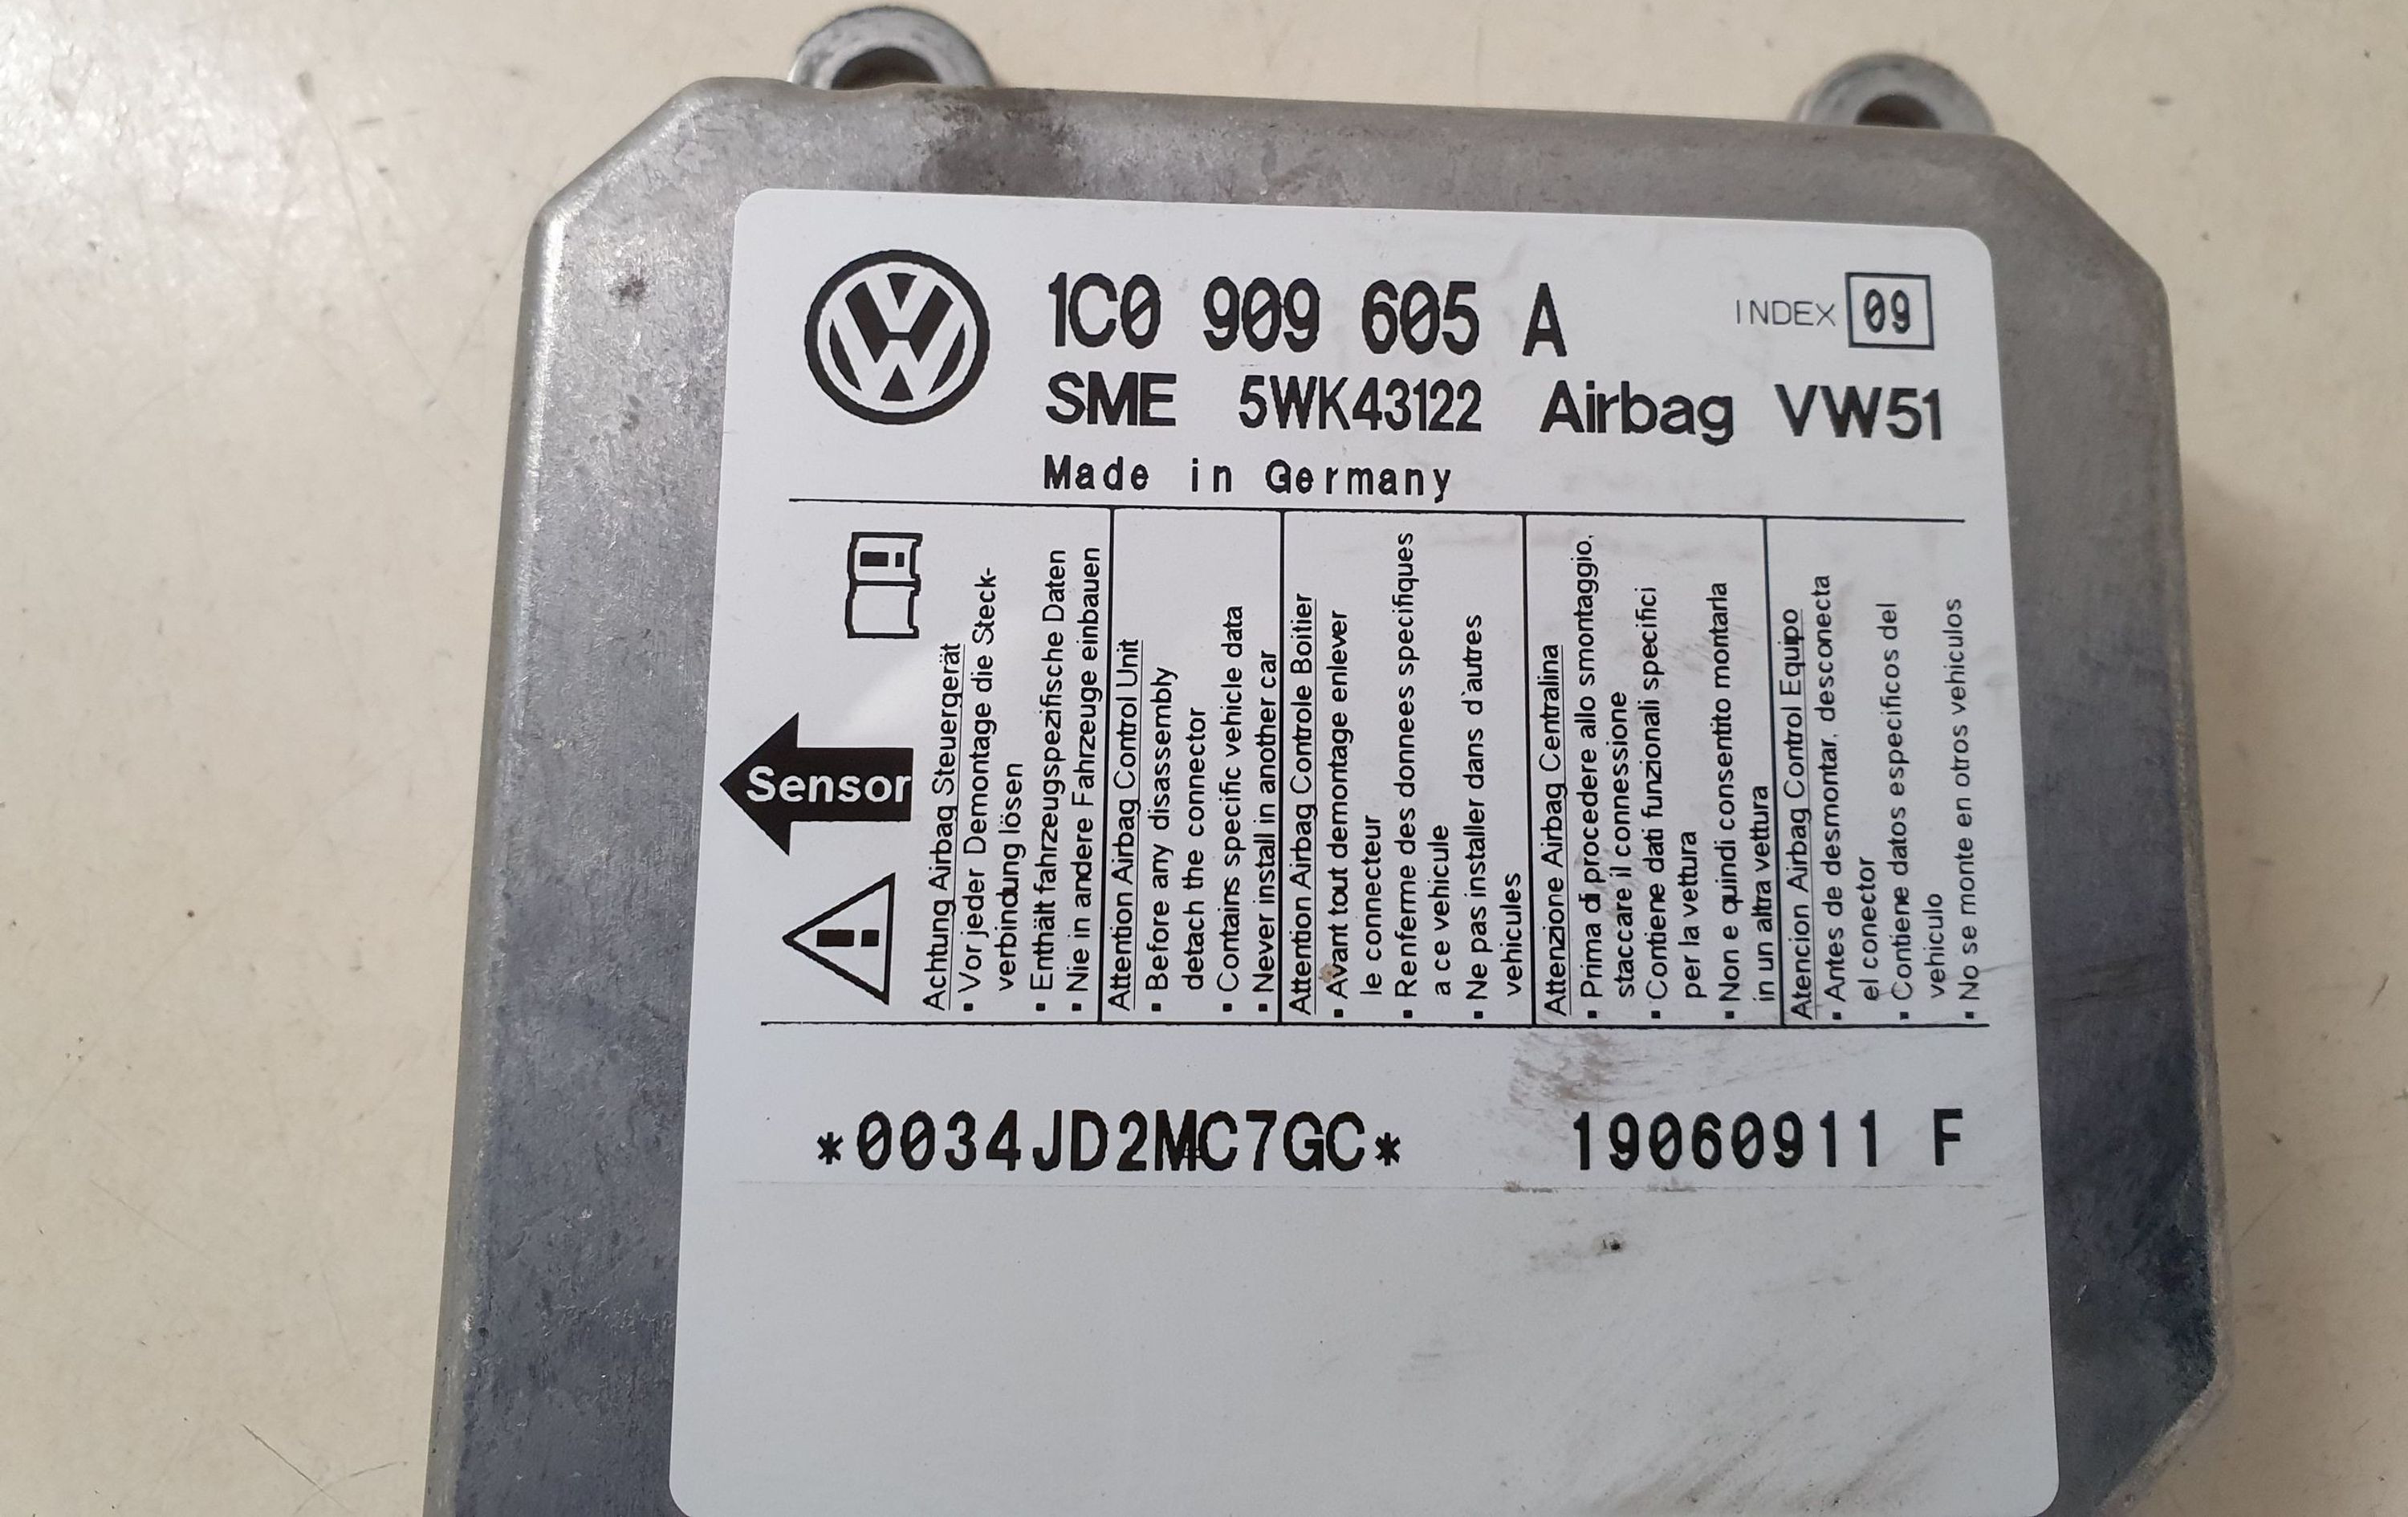 1C0 909 605 A INDEX 09
SME 5WK43122 Airbag VW51
Made in Germany
Sensor
Achtung Airbag Steuergerät
▪ Vor jeder Demontage die Steck-
verbindung lösen
▪ Enthält fahrzeugspezifische Daten
▪ Nie in andere Fahrzeuge einbauen
Attention Airbag Control Unit
▪ Before any disassembly
detach the connector
▪ Contains specific vehicle data
▪ Never install in another car
Attention Airbag Controle Boitier
▪ Avant tout demontage enlever
le connecteur
▪ Renferme des donnees specifiques
a ce vehicule
▪ Ne pas installer dans d`autres
vehicules
Attenzione Airbag Centralina
▪ Prima di procedere allo smontaggio,
staccare il connessione
▪ Contiene dati funzionali specifici
per la vettura
▪ Non e quindi consentito montarla
in un altra vettura
Atencion Airbag Control Equipo
▪ Antes de desmontar, desconecta
el conector
▪ Contiene datos especificos del
vehiculo
▪ No se monte en otros vehiculos
*0034JD2MC7GC* 19060911 F